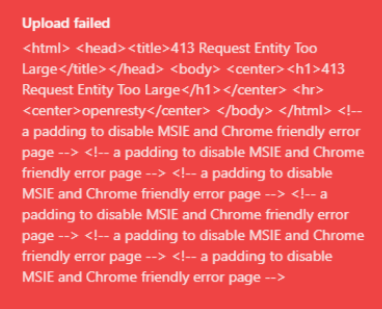 Upload failed
<html> <head><title>413 Request Entity Too
Large</title></head> <body> <center><h1>413
Request Entity Too Large</h1></center> <hr>
<center>openresty</center> </body> </html> <!--
a padding to disable MSIE and Chrome friendly error
page --> <!-- a padding to disable MSIE and Chrome
friendly error page --> <!-- a padding to disable
MSIE and Chrome friendly error page --> <!-- a
padding to disable MSIE and Chrome friendly error
page --> <!-- a padding to disable MSIE and Chrome
friendly error page --> <!-- a padding to disable
MSIE and Chrome friendly error page -->